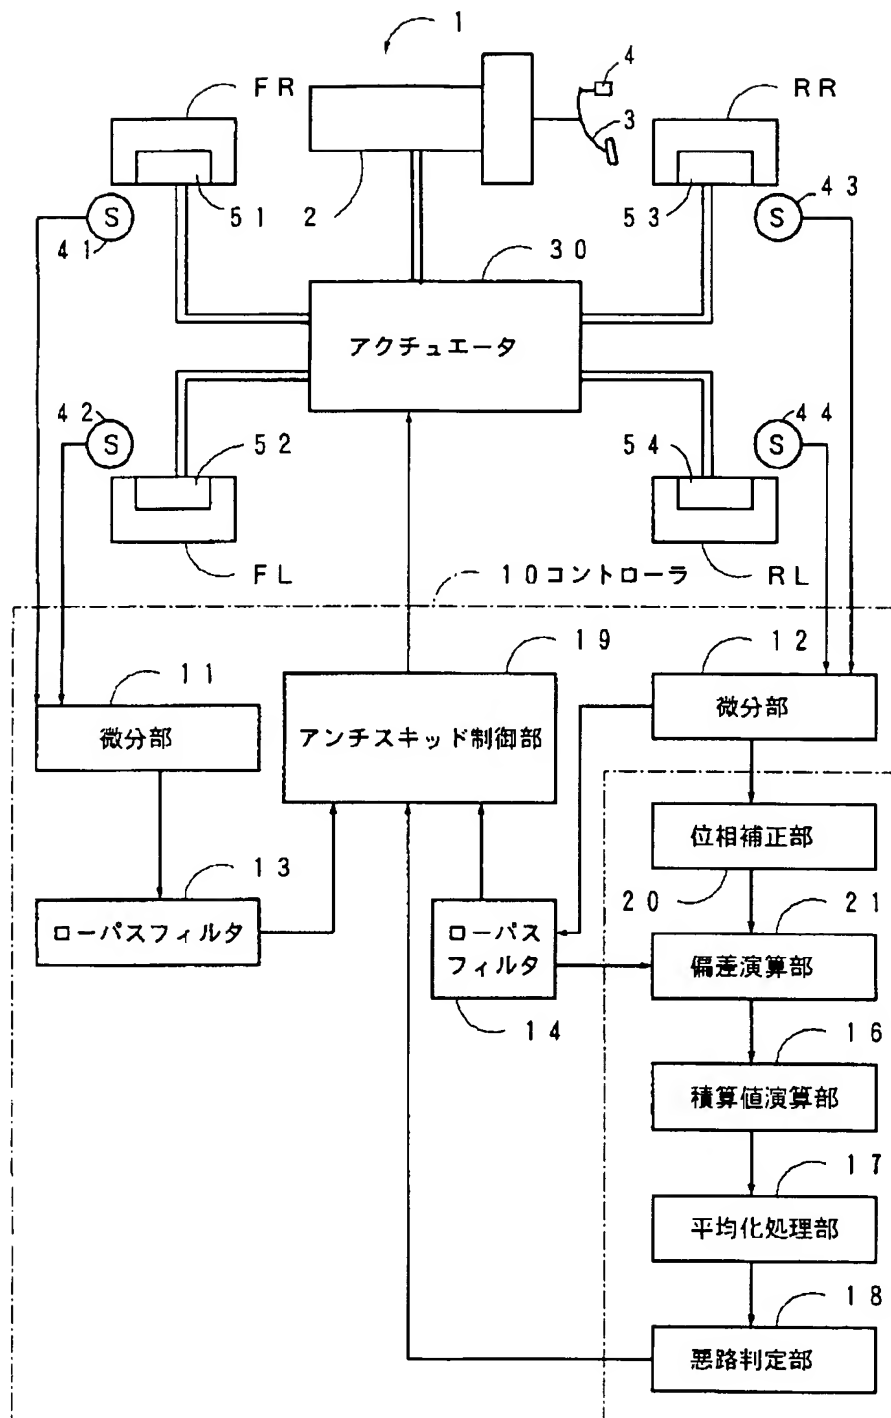 1
FR
4
RR
3
51
2
53
43
S
S
41
30
アクチュエータ
42
44
S
52
54
S
FL
10コントローラ
RL
11
19
12
微分部
アンチスキッド制御部
微分部
位相補正部
13
20
21
ローパスフィルタ
ローパス
フィルタ
偏差演算部
14
16
積算値演算部
17
平均化処理部
18
悪路判定部